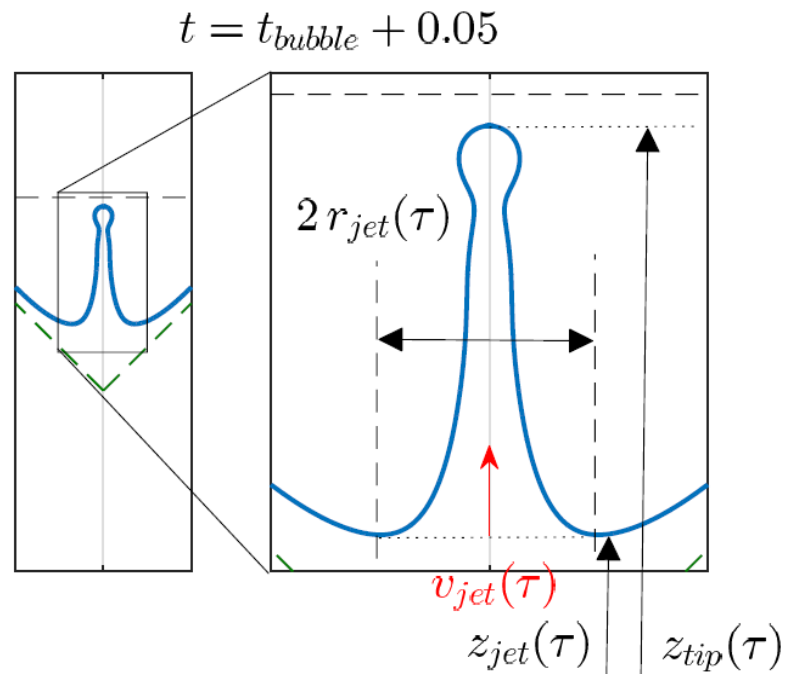 t = t_{bubble} + 0.05
2 r_{jet}(τ)
v_{jet}(τ)
z_{jet}(τ) z_{tip}(τ)